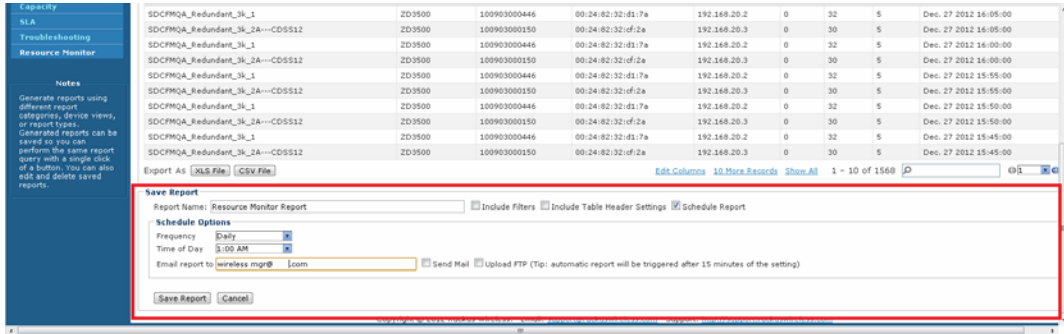 Capacity
SLA
Troubleshooting
Resource Monitor
Notes
Generate reports using
different report
categories, device views,
or report types.
Generated reports can be
saved so you can
perform the same report
query with a single click
of a button. You can also
edit and delete saved
reports.
SDCFMQA_Redundant_3k_1 ZD3500 100903000446 00:24:82:32:d1:7a 192.168.20.2 0 32 5 Dec. 27 2012 16:05:00
SDCFMQA_Redundant_3k_2A---CDSS12 ZD3500 100903000150 00:24:82:32:cf:2a 192.168.20.3 0 30 5 Dec. 27 2012 16:05:00
SDCFMQA_Redundant_3k_1 ZD3500 100903000446 00:24:82:32:d1:7a 192.168.20.2 0 32 5 Dec. 27 2012 16:00:00
SDCFMQA_Redundant_3k_2A---CDSS12 ZD3500 100903000150 00:24:82:32:cf:2a 192.168.20.3 0 30 5 Dec. 27 2012 16:00:00
SDCFMQA_Redundant_3k_1 ZD3500 100903000446 00:24:82:32:d1:7a 192.168.20.2 0 32 5 Dec. 27 2012 15:55:00
SDCFMQA_Redundant_3k_2A---CDSS12 ZD3500 100903000150 00:24:82:32:cf:2a 192.168.20.3 0 30 5 Dec. 27 2012 15:55:00
SDCFMQA_Redundant_3k_1 ZD3500 100903000446 00:24:82:32:d1:7a 192.168.20.2 0 32 5 Dec. 27 2012 15:50:00
SDCFMQA_Redundant_3k_2A---CDSS12 ZD3500 100903000150 00:24:82:32:cf:2a 192.168.20.3 0 30 5 Dec. 27 2012 15:50:00
SDCFMQA_Redundant_3k_1 ZD3500 100903000446 00:24:82:32:d1:7a 192.168.20.2 0 32 5 Dec. 27 2012 15:45:00
SDCFMQA_Redundant_3k_2A---CDSS12 ZD3500 100903000150 00:24:82:32:cf:2a 192.168.20.3 0 30 5 Dec. 27 2012 15:45:00
Export As XLS File CSV File Edit Columns 10 More Records Show All 1 - 10 of 1568 1
Save Report
Report Name: Resource Monitor Report Include Filters Include Table Header Settings Schedule Report
Schedule Options
Frequency Daily
Time of Day 1:00 AM
Email report to wireless mgr@ .com Send Mail Upload FTP (Tip: automatic report will be triggered after 15 minutes of the setting)
Save Report Cancel